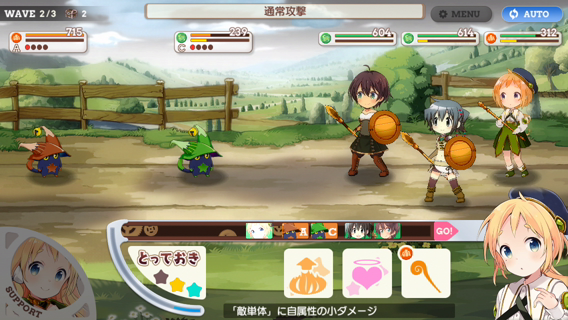 WAVE 2/3 2
通常攻撃
MENU
AUTO
715
A
239
C
604
614
312
A
C
GO!
とっておき
SUPPORT
「敵単体」に自属性の小ダメージ